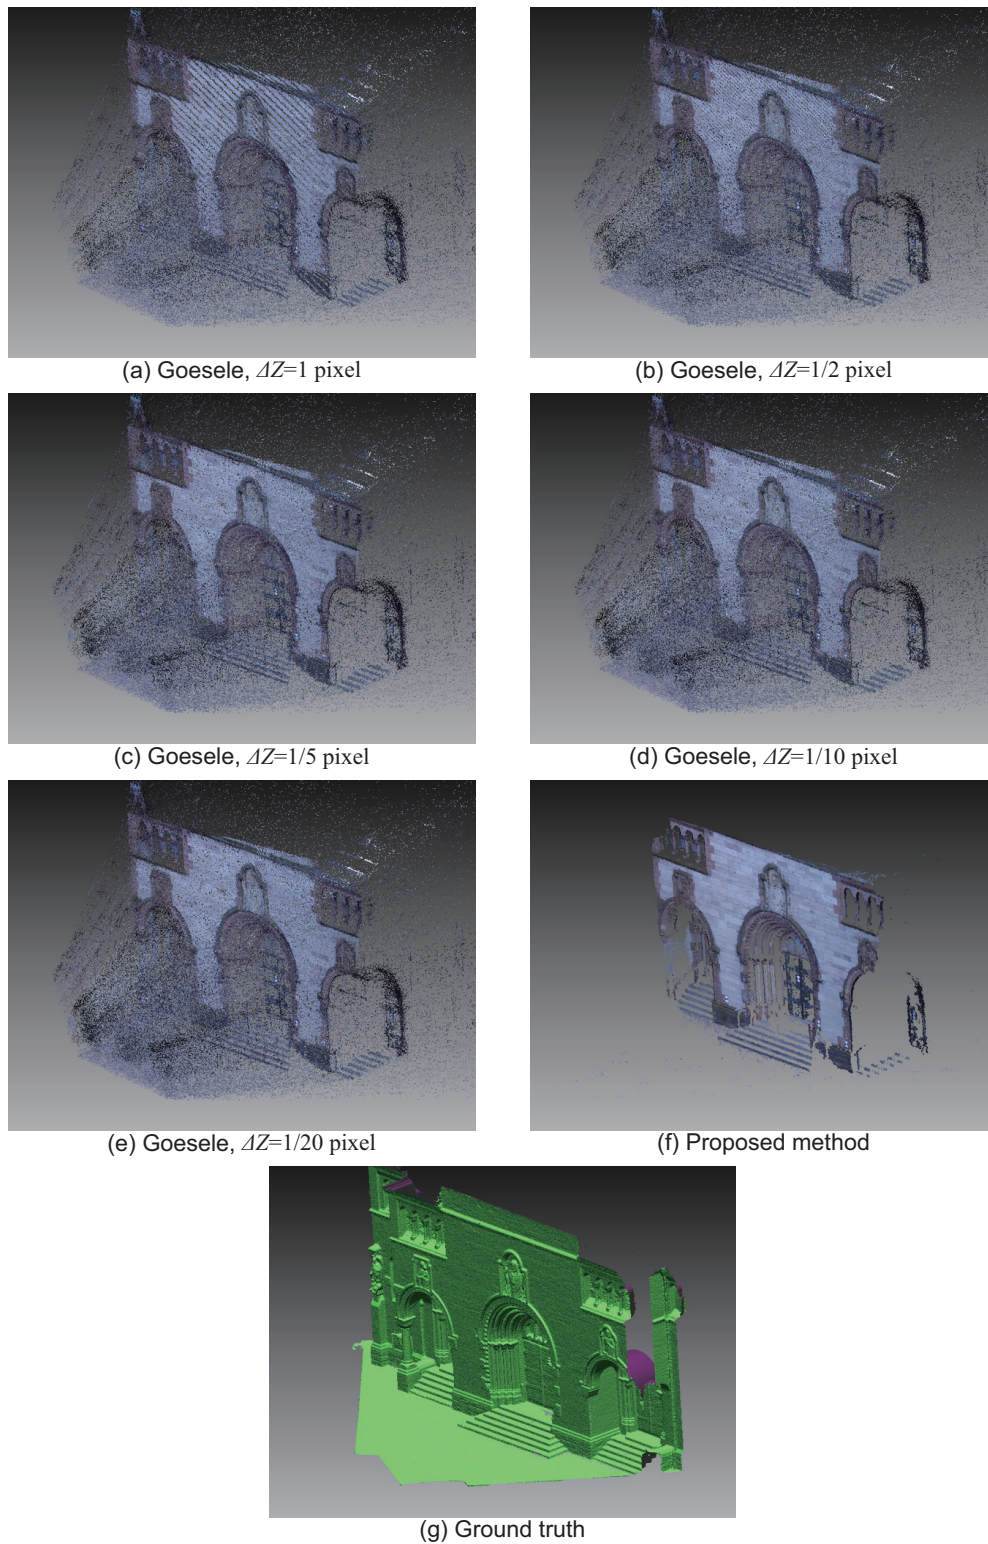 (a) Goesele, ΔZ=1 pixel
(b) Goesele, ΔZ=1/2 pixel
(c) Goesele, ΔZ=1/5 pixel
(d) Goesele, ΔZ=1/10 pixel
(e) Goesele, ΔZ=1/20 pixel
(f) Proposed method
(g) Ground truth